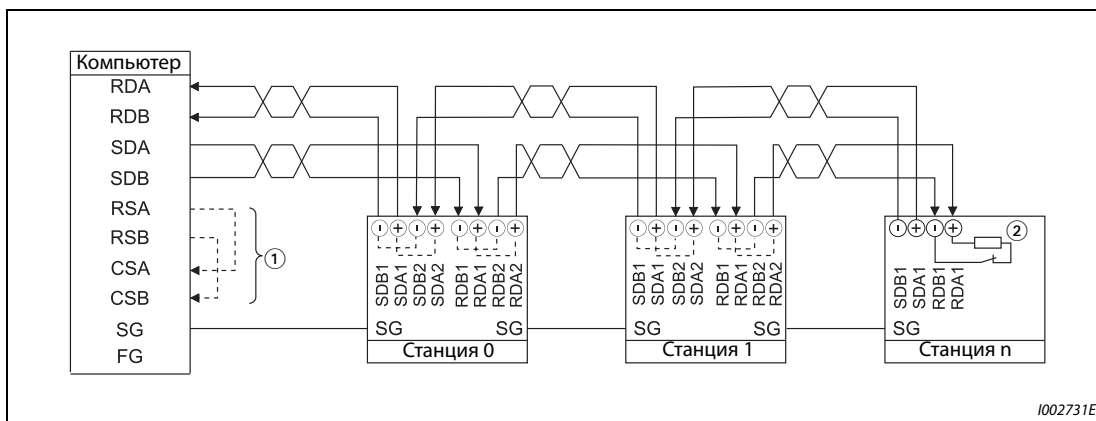 Компьютер
RDA
RDB
SDA
SDB
RSA
RSB
CSA
CSB
SG
FG
1
SDB1
SDA1
SDB2
SDA2
RDB1
RDA1
RDB2
RDA2
SG SG
Станция 0
SDB1
SDA1
SDB2
SDA2
RDB1
RDA1
RDB2
RDA2
SG SG
Станция 1
2
SDB1
SDA1
RDB1
RDA1
SG
Станция n
I002731E